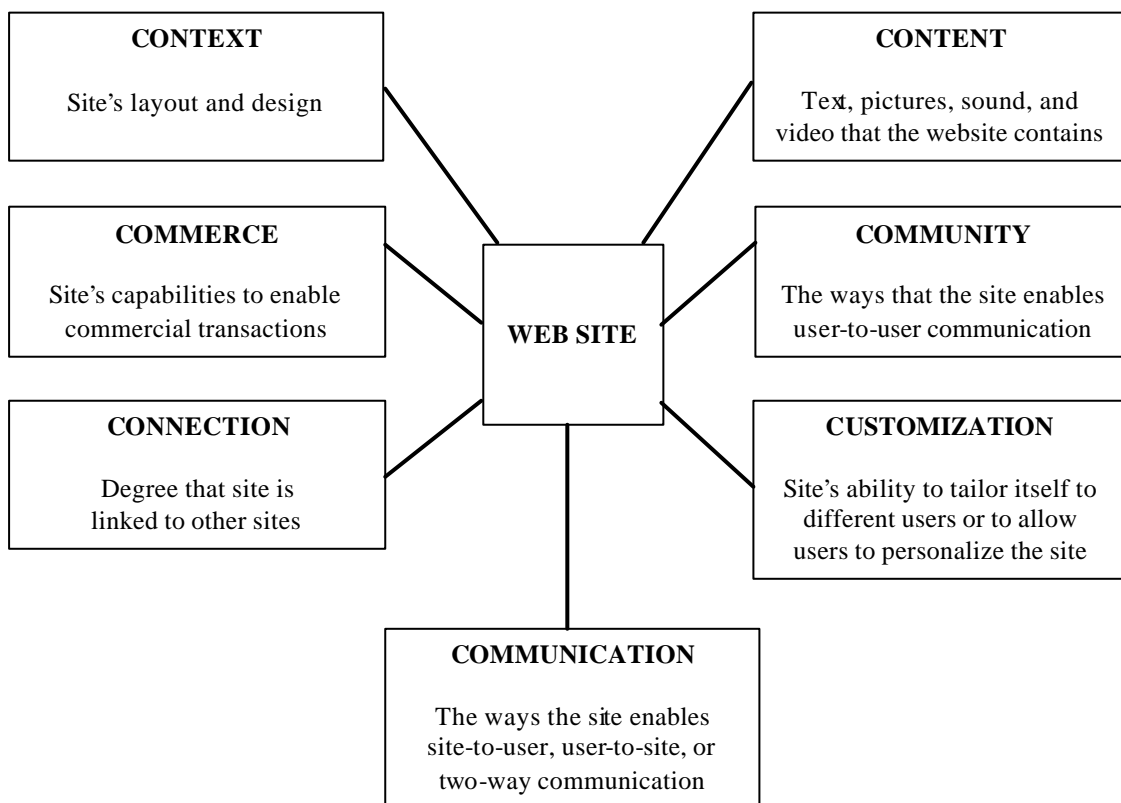 CONTEXT
Site’s layout and design
CONTENT
Text, pictures, sound, and
video that the website contains
COMMERCE
Site’s capabilities to enable
commercial transactions
WEB SITE
COMMUNITY
The ways that the site enables
user-to-user communication
CONNECTION
Degree that site is
linked to other sites
CUSTOMIZATION
Site’s ability to tailor itself to
different users or to allow
users to personalize the site
COMMUNICATION
The ways the site enables
site-to-user, user-to-site, or
two-way communication